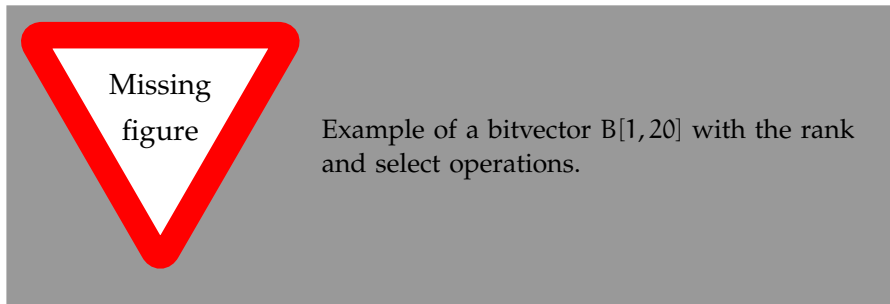 Missing
figure
Example of a bitvector B[1, 20] with the rank
and select operations.